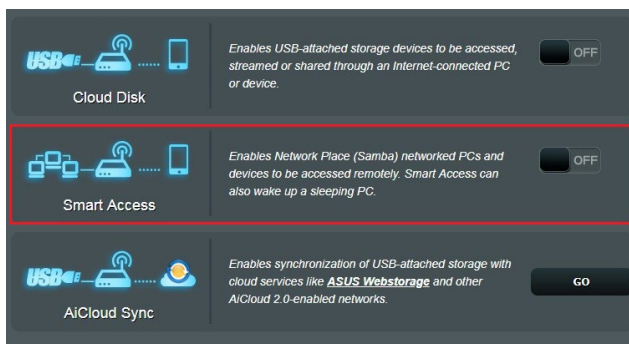 USB
Cloud Disk
Enables USB-attached storage devices to be accessed,
streamed or shared through an Internet-connected PC
or device.
OFF
Smart Access
Enables Network Place (Samba) networked PCs and
devices to be accessed remotely. Smart Access can
also wake up a sleeping PC.
OFF
USB
AiCloud Sync
Enables synchronization of USB-attached storage with
cloud services like ASUS Webstorage and other
AiCloud 2.0-enabled networks.
GO